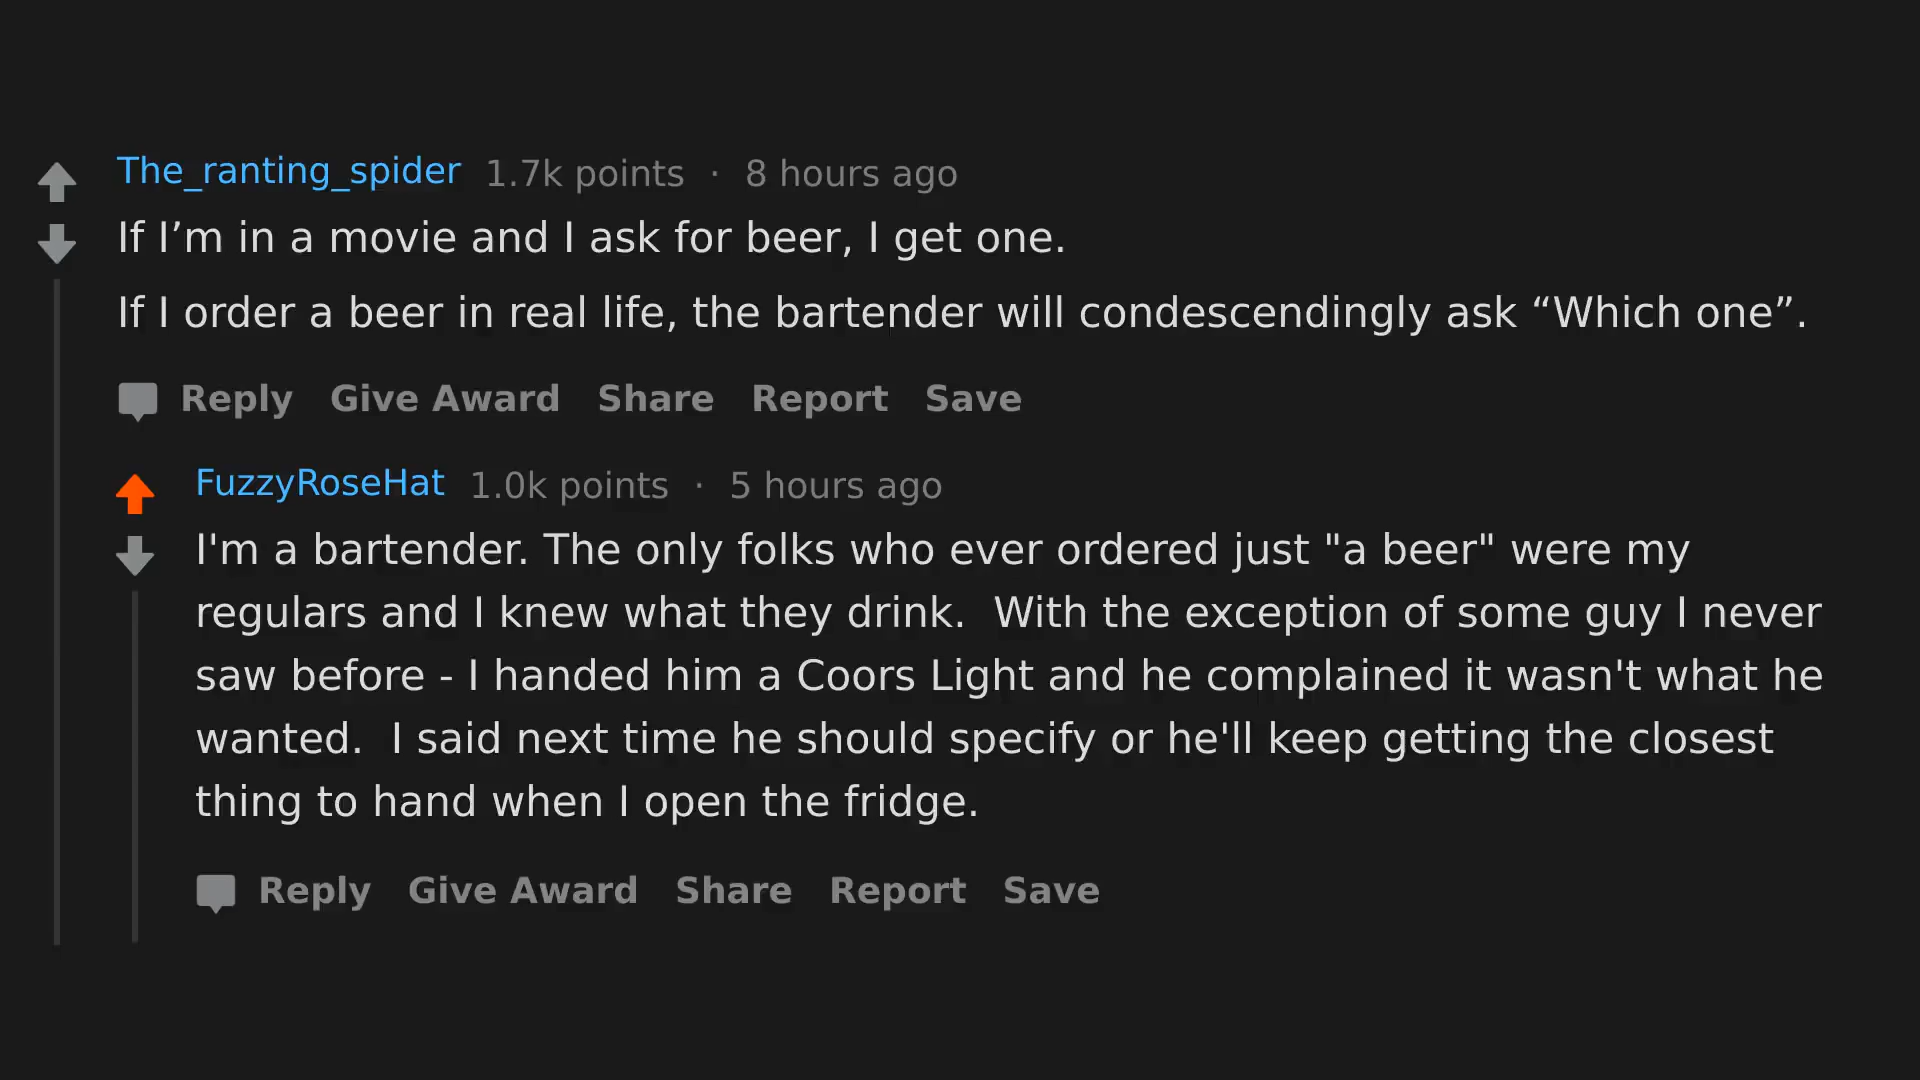 The_ranting_spider 1.7k points · 8 hours ago
If I’m in a movie and I ask for beer, I get one.
If I order a beer in real life, the bartender will condescendingly ask “Which one”.
Reply Give Award Share Report Save
FuzzyRoseHat 1.0k points · 5 hours ago
I'm a bartender. The only folks who ever ordered just "a beer" were my
regulars and I knew what they drink.  With the exception of some guy I never
saw before - I handed him a Coors Light and he complained it wasn't what he
wanted.  I said next time he should specify or he'll keep getting the closest
thing to hand when I open the fridge.
Reply Give Award Share Report Save